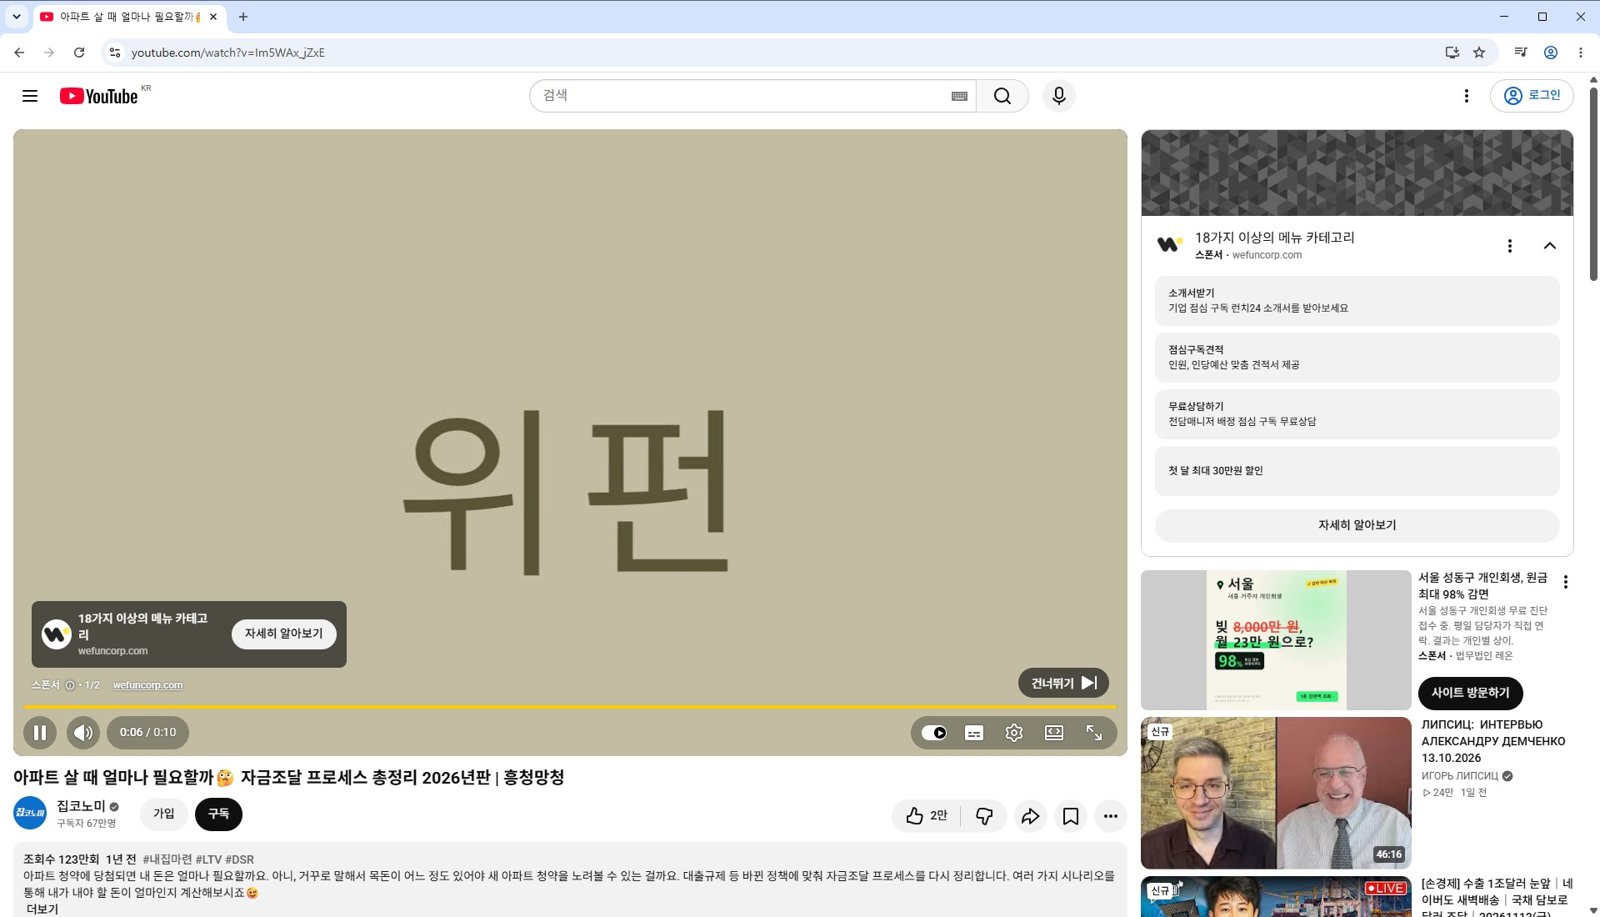 아파트 살 때 얼마나 필요할까
youtube.com/watch?v=Im5WAx_jZxE
YouTube KR
검색
로그인
위펀
18가지 이상의 메뉴 카테고
리
wefuncorp.com
자세히 알아보기
스폰서 · 1/2 wefuncorp.com
건너뛰기
0:06 / 0:10
아파트 살 때 얼마나 필요할까🤔 자금조달 프로세스 총정리 2026년판 | 흥청망청
집코노미
집코노미
구독자 67만명
가입
구독
2만
조회수 123만회 1년 전 #내집마련 #LTV #DSR
아파트 청약에 당첨되면 내 돈은 얼마나 필요할까요. 아니, 거꾸로 말해서 목돈이 어느 정도 있어야 새 아파트 청약을 노려볼 수 있는 걸까요. 대출규제 등 바뀐 정책에 맞춰 자금조달 프로세스를 다시 정리합니다. 여러 가지 시나리오를
통해 내가 내야 할 돈이 얼마인지 계산해보시죠😄
더보기
18가지 이상의 메뉴 카테고리
스폰서 · wefuncorp.com
소개서받기
기업 점심 구독 런치24 소개서를 받아보세요
점심구독견적
인원, 인당예산 맞춤 견적서 제공
무료상담하기
전담매니저 배정 점심 구독 무료상담
첫 달 최대 30만원 할인
자세히 알아보기
서울
서울 거주자 개인회생
빚 8,000만 원,
월 23만 원으로?
98%
서울 성동구 개인회생, 원금
최대 98% 감면
서울 성동구 개인회생 무료 진단
접수 중. 평일 담당자가 직접 연
락. 결과는 개인별 상이.
스폰서 · 법무법인 레온
사이트 방문하기
신규
46:16
ЛИПСИЦ: ИНТЕРВЬЮ
АЛЕКСАНДРУ ДЕМЧЕНКО
13.10.2026
ИГОРЬ ЛИПСИЦ
24만 1일 전
신규
LIVE
[손경제] 수출 1조달러 눈앞 | 네
이버도 새벽배송 | 국채 담보로
달러 조달 | 20261113(금)